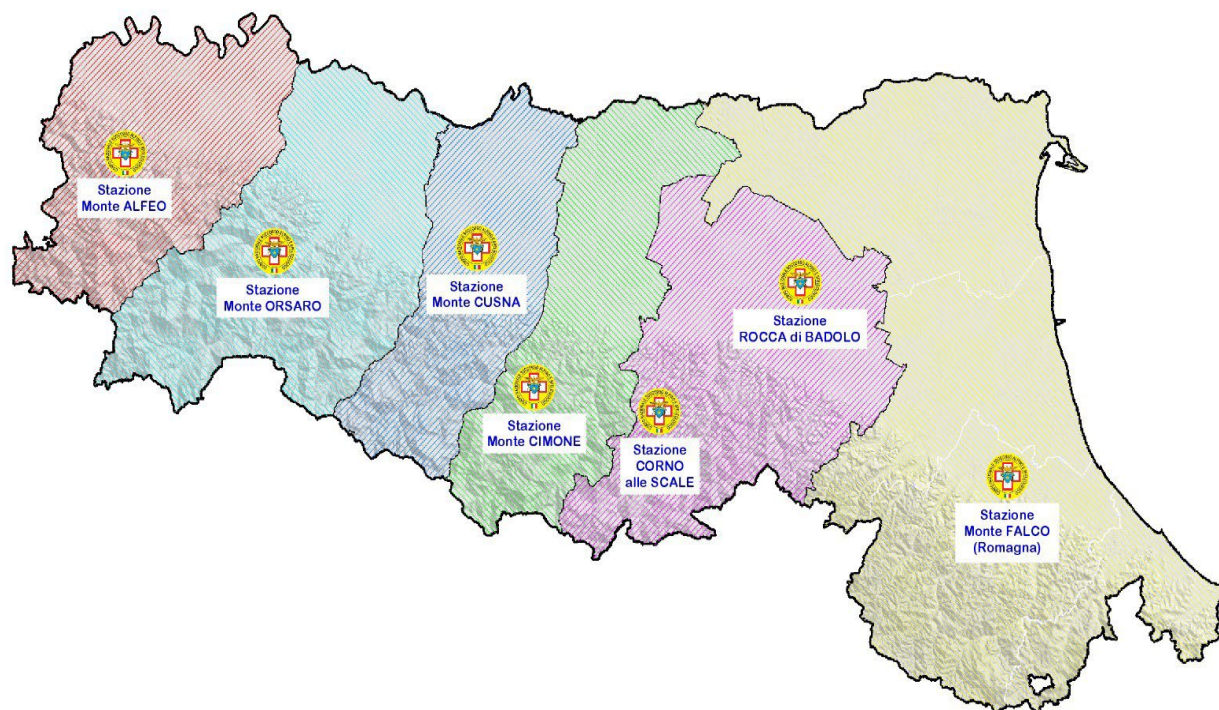 Stazione
Monte ALFEO
Stazione
Monte ORSARO
Stazione
Monte CUSNA
Stazione
ROCCA di BADOLO
Stazione
Monte CIMONE
Stazione
CORNO
alle SCALE
Stazione
Monte FALCO
(Romagna)